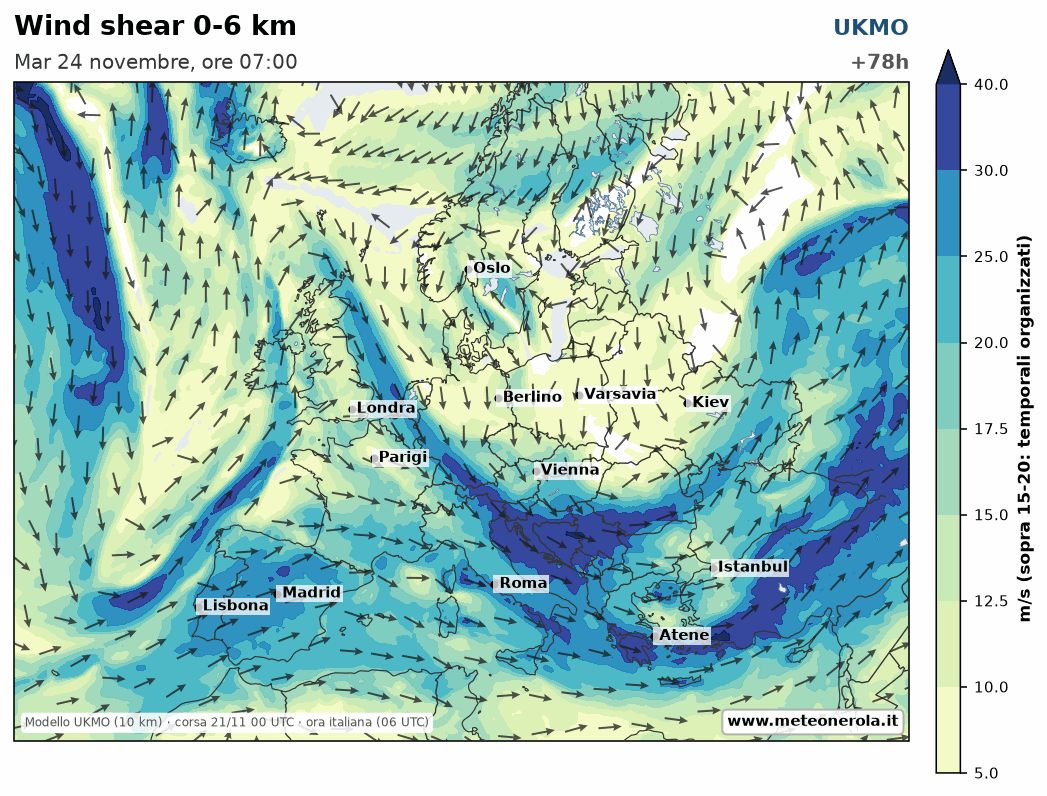 Wind shear 0-6 km
UKMO
Mar 24 novembre, ore 07:00
+78h
40.0
30.0
25.0
20.0
17.5
15.0
12.5
10.0
5.0
m/s (sopra 15-20: temporali organizzati)
Oslo
Berlino
Varsavia
Kiev
Londra
Parigi
Vienna
Istanbul
Roma
Madrid
Lisbona
Atene
Modello UKMO (10 km) · corsa 21/11 00 UTC · ora italiana (06 UTC)
www.meteonerola.it